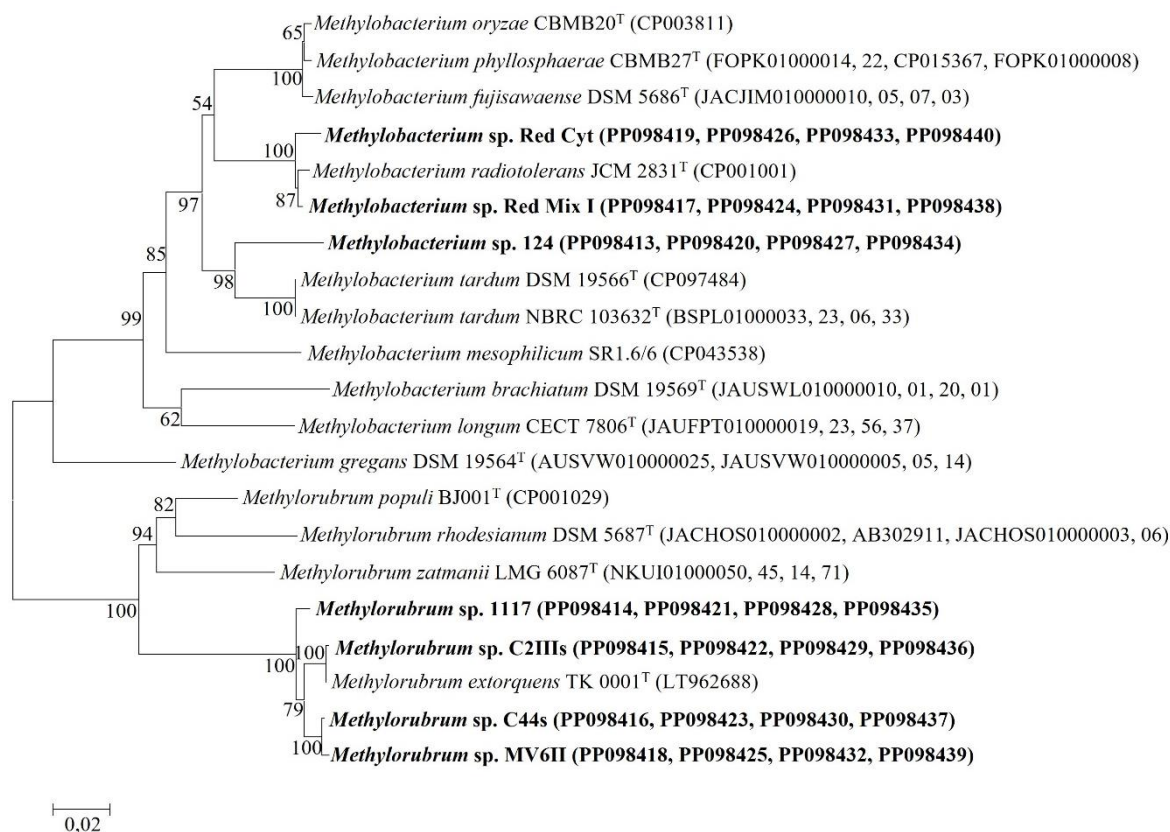 65
Methylobacterium oryzae CBMB20ᵀ (CP003811)
Methylobacterium phyllosphaerae CBMB27ᵀ (FOPK01000014, 22, CP015367, FOPK01000008)
100
Methylobacterium fujisawaense DSM 5686ᵀ (JACJIM010000010, 05, 07, 03)
54
Methylobacterium sp. Red Cyt (PP098419, PP098426, PP098433, PP098440)
100
Methylobacterium radiotolerans JCM 2831ᵀ (CP001001)
87
Methylobacterium sp. Red Mix I (PP098417, PP098424, PP098431, PP098438)
97
Methylobacterium sp. 124 (PP098413, PP098420, PP098427, PP098434)
85
98
Methylobacterium tardum DSM 19566ᵀ (CP097484)
100
Methylobacterium tardum NBRC 103632ᵀ (BSPL01000033, 23, 06, 33)
99
Methylobacterium mesophilicum SR1.6/6 (CP043538)
Methylobacterium brachiatum DSM 19569ᵀ (JAUSWL010000010, 01, 20, 01)
62
Methylobacterium longum CECT 7806ᵀ (JAUFPT010000019, 23, 56, 37)
Methylobacterium gregans DSM 19564ᵀ (AUSVW010000025, JAUSVW010000005, 05, 14)
Methylorubrum populi BJ001ᵀ (CP001029)
82
94
Methylorubrum rhodesianum DSM 5687ᵀ (JACHOS010000002, AB302911, JACHOS010000003, 06)
Methylorubrum zatmanii LMG 6087ᵀ (NKUI01000050, 45, 14, 71)
100
Methylorubrum sp. 1117 (PP098414, PP098421, PP098428, PP098435)
100
100
Methylorubrum sp. C2IIIs (PP098415, PP098422, PP098429, PP098436)
Methylorubrum extorquens TK 0001ᵀ (LT962688)
79
Methylorubrum sp. C44s (PP098416, PP098423, PP098430, PP098437)
100
Methylorubrum sp. MV6II (PP098418, PP098425, PP098432, PP098439)
0,02